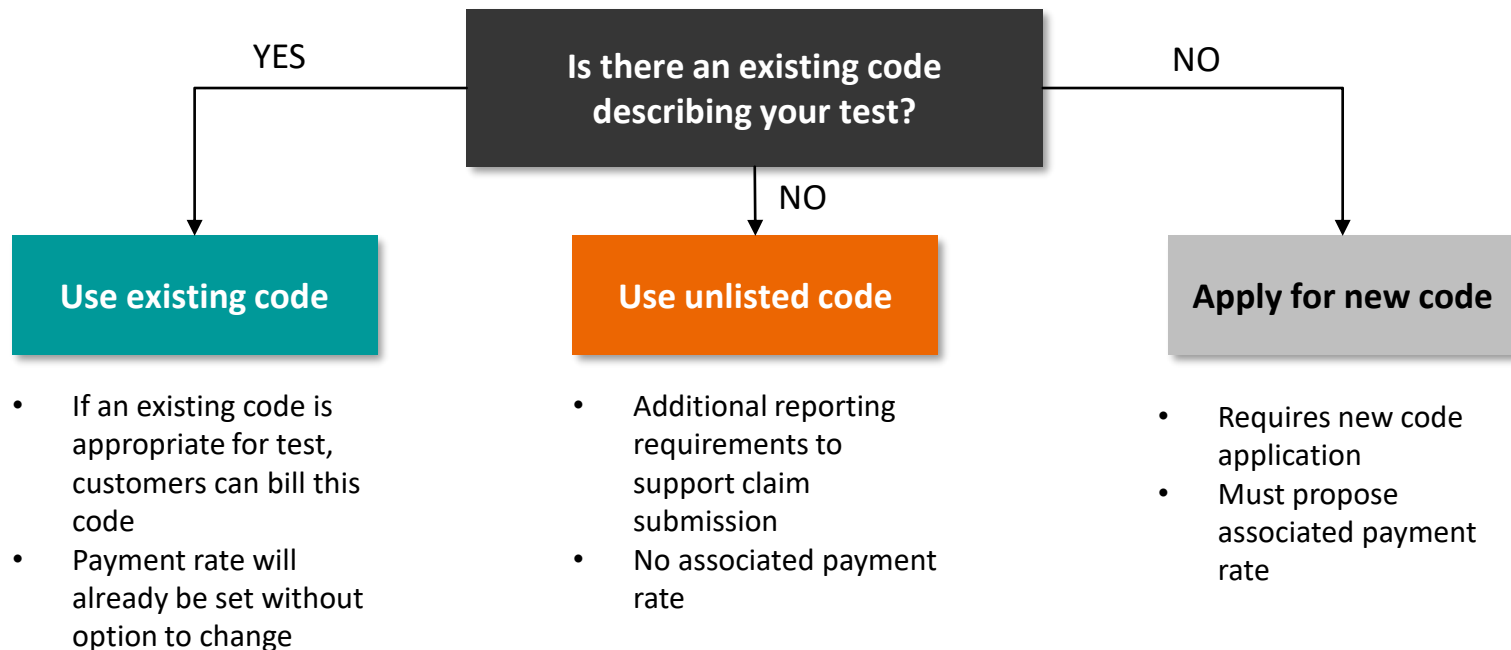 YES
Is there an existing code
describing your test?
NO
NO
Use existing code
Use unlisted code
Apply for new code
• If an existing code is
appropriate for test,
customers can bill this
code
• Payment rate will
already be set without
option to change
• Additional reporting
requirements to
support claim
submission
• No associated payment
rate
• Requires new code
application
• Must propose
associated payment
rate